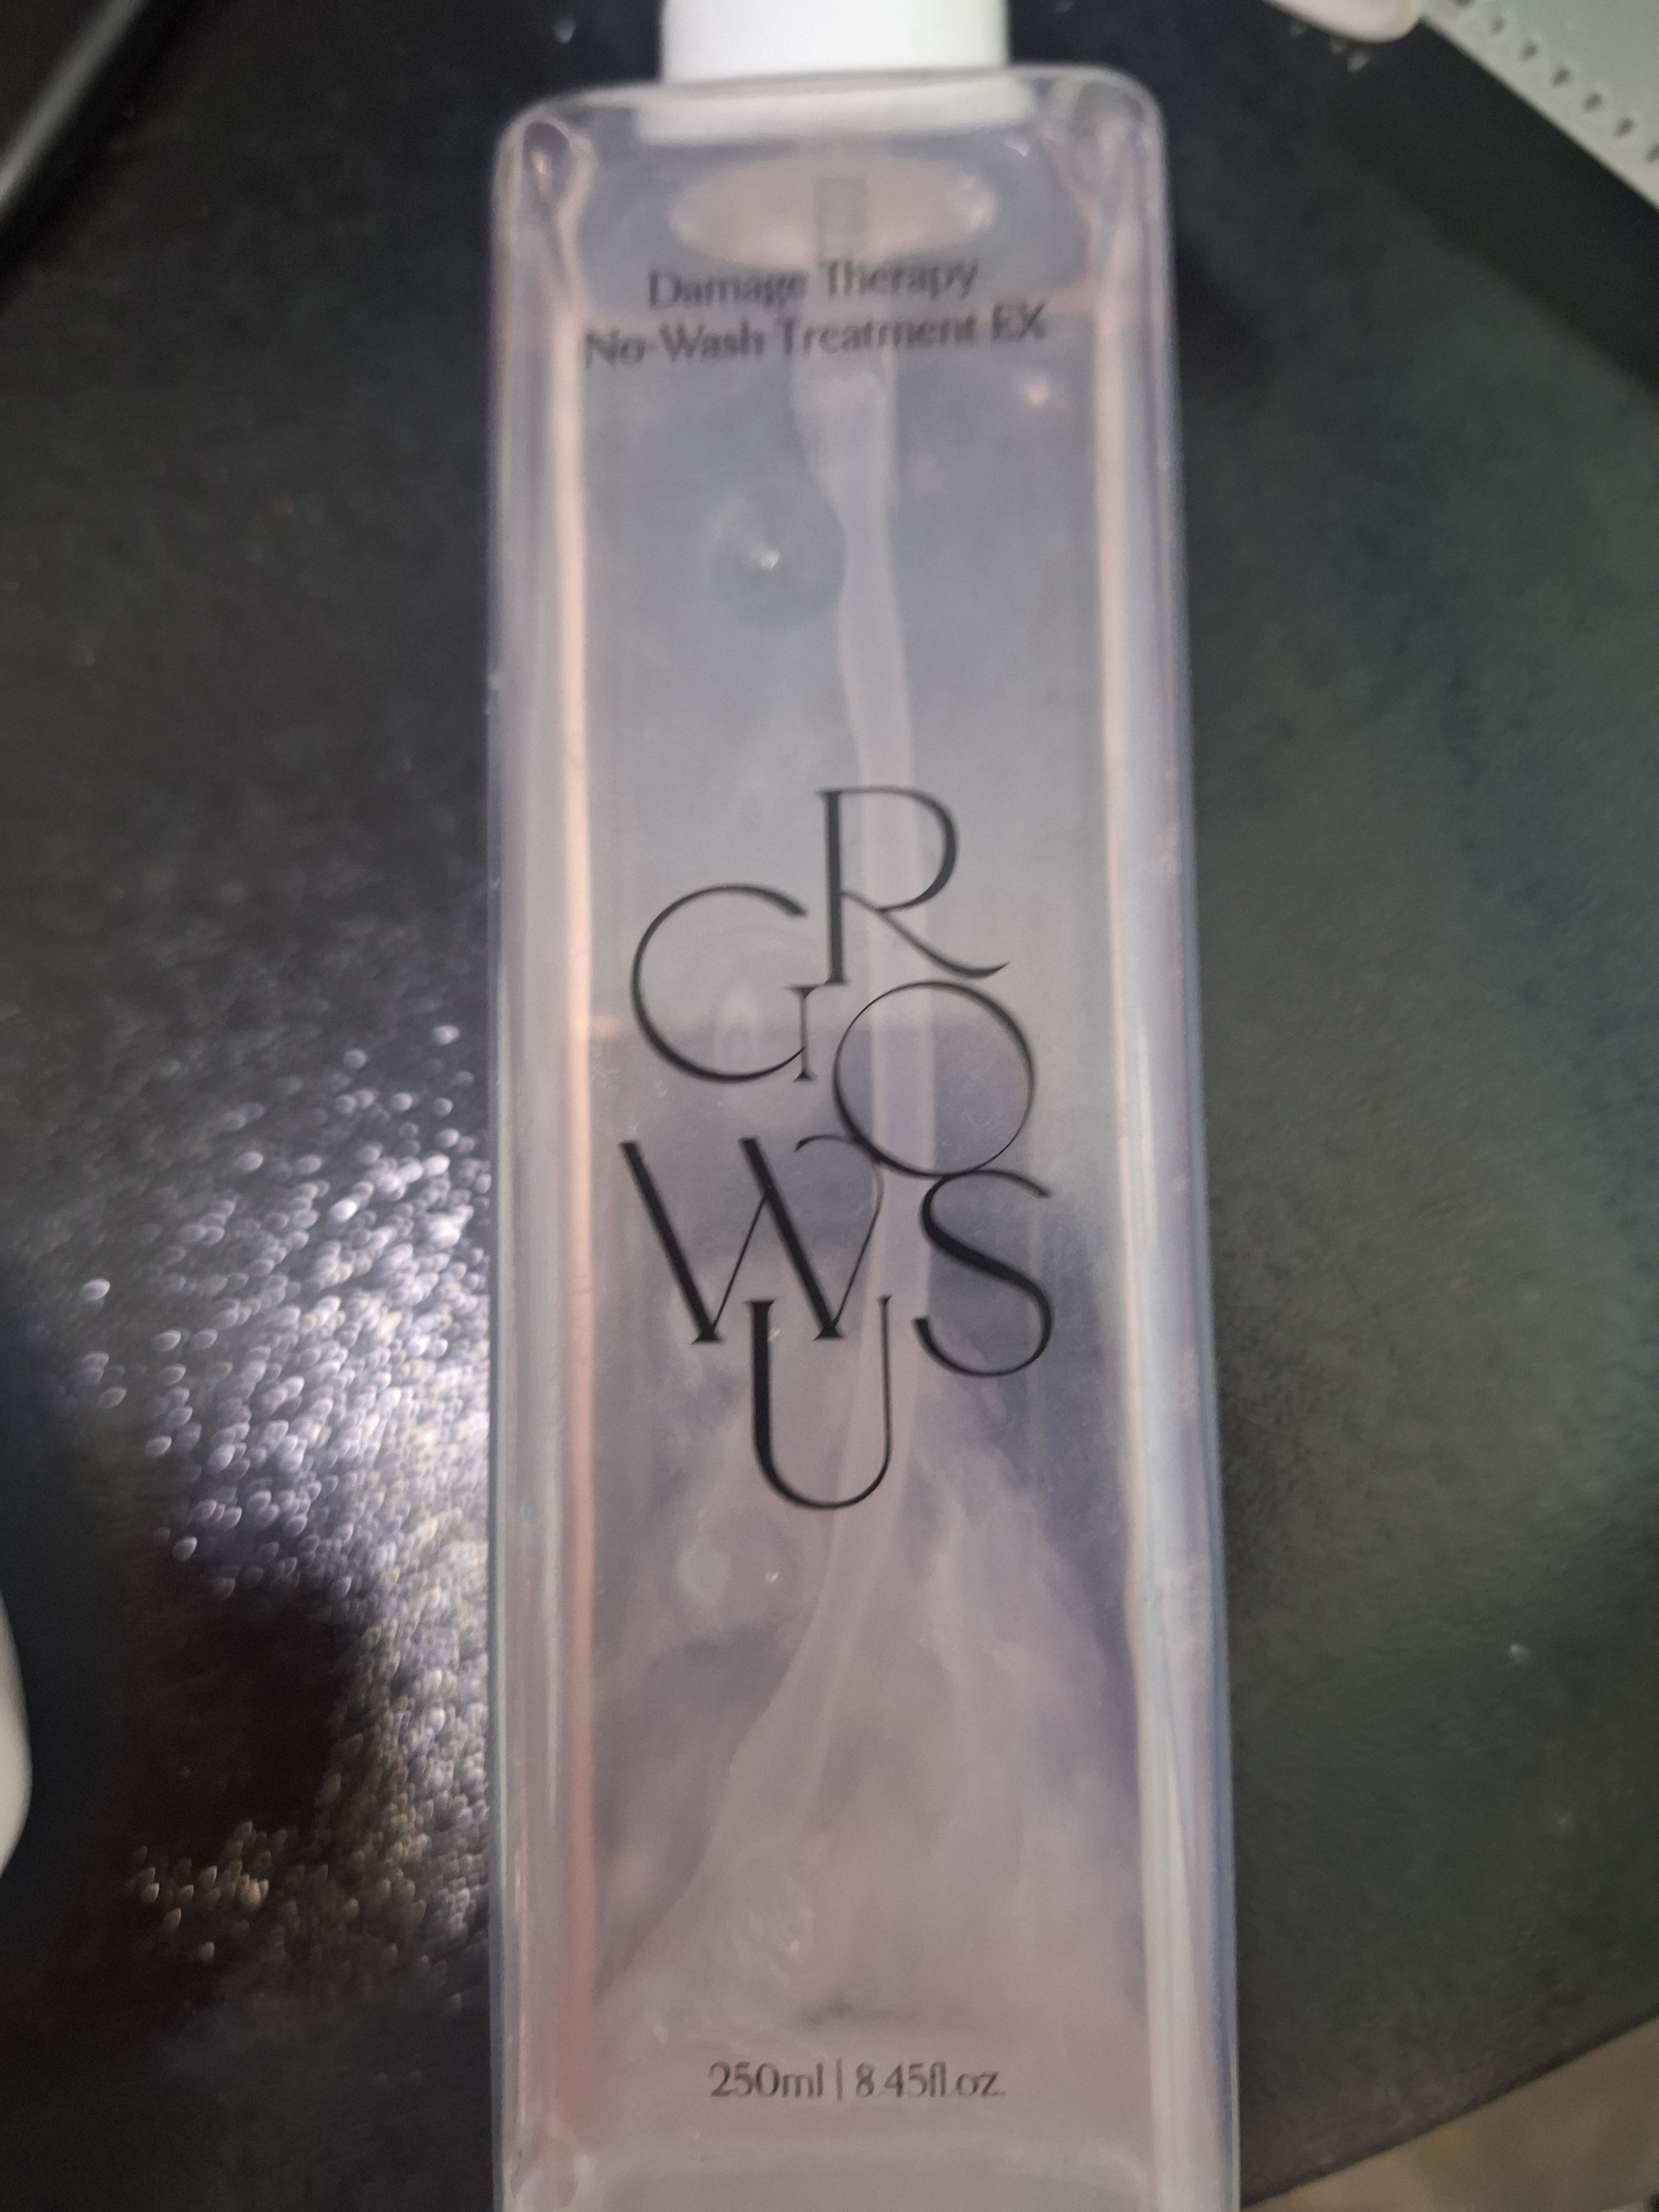 Damage Therapy
No-Wash Treatment EX
GROWUS
250ml | 8.45fl.oz.